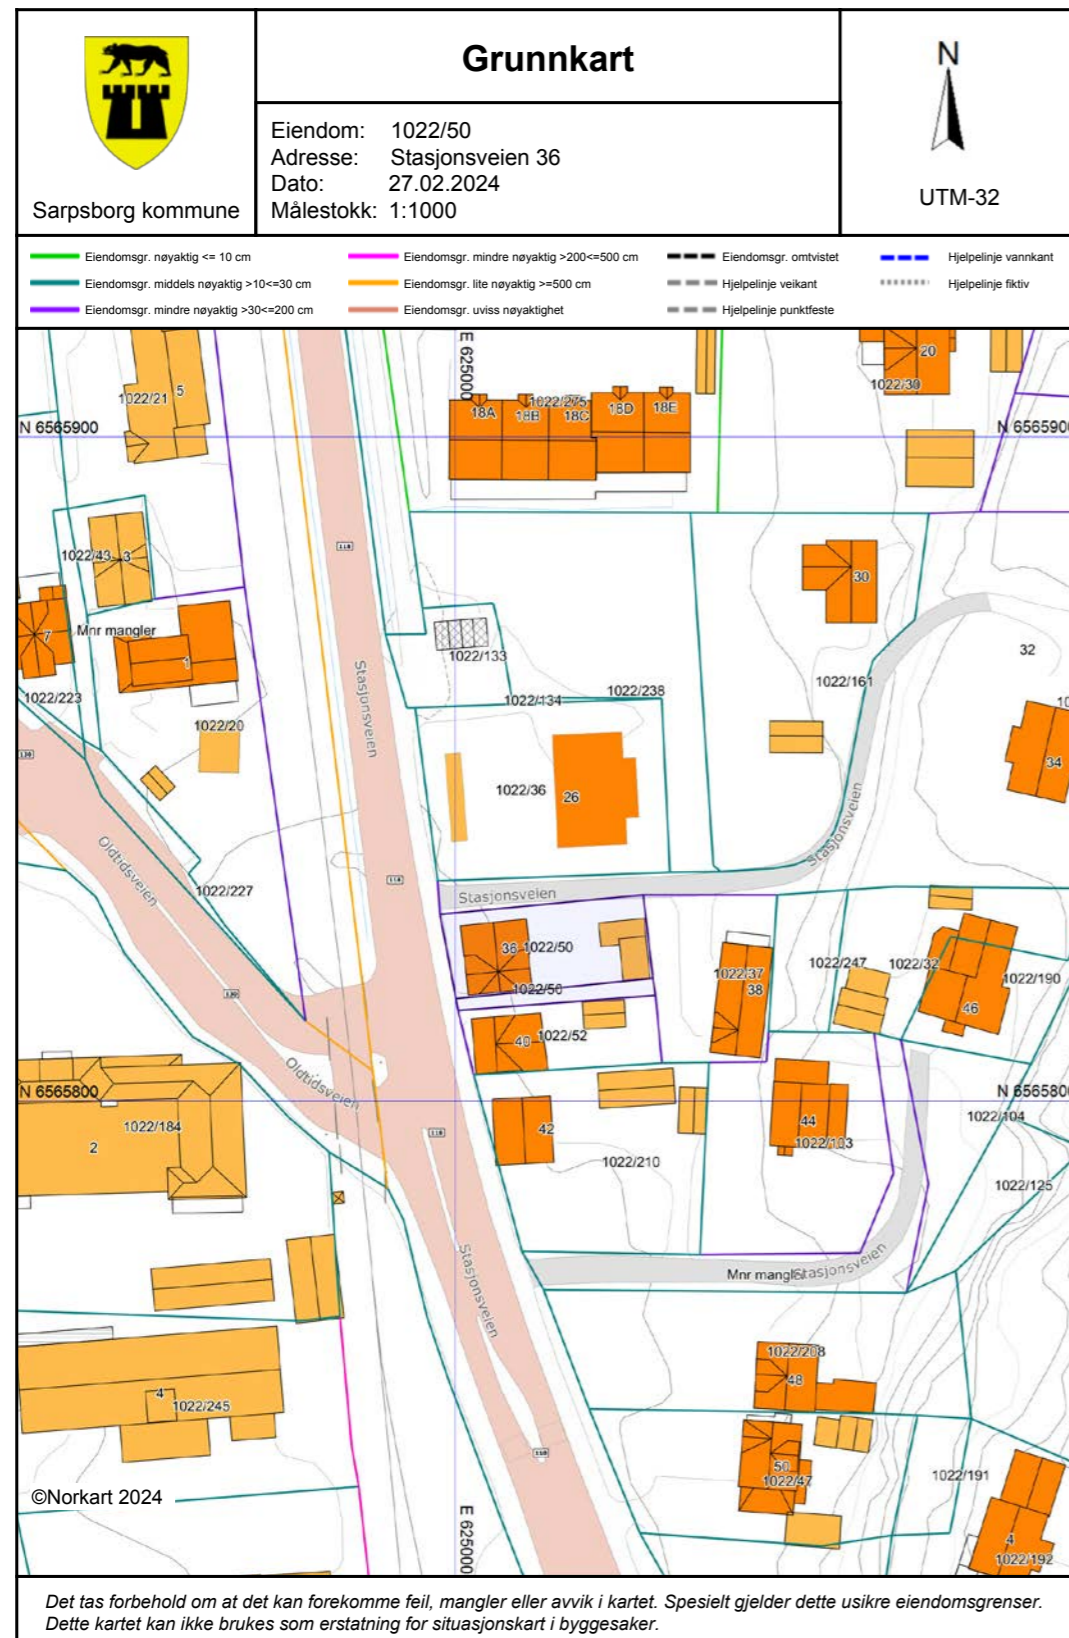 Grunnkart
Sarpsborg kommune
Eiendom: 1022/50
Adresse: Stasjonsveien 36
Dato: 27.02.2024
Målestokk: 1:1000
N
UTM-32
Eiendomsgr. nøyaktig <= 10 cm
Eiendomsgr. middels nøyaktig >10<=30 cm
Eiendomsgr. mindre nøyaktig >30<=200 cm
Eiendomsgr. mindre nøyaktig >200<=500 cm
Eiendomsgr. lite nøyaktig >=500 cm
Eiendomsgr. uviss nøyaktighet
Eiendomsgr. omtvistet
Hjelpelinje veikant
Hjelpelinje punktfeste
Hjelpelinje vannkant
Hjelpelinje fiktiv
E 625000
20
1022/39
1022/21
5
1022/275
18A
18B
18C
18D
18E
N 6565900
N 6565900
1022/43
3
118
30
7
Mnr mangler
1
1022/133
32
1022/223
1022/20
Stasjonsveien
1022/134
1022/238
1022/161
10
130
34
1022/36
26
Stasjonsveien
Oldtidsveien
1022/227
118
Stasjonsveien
36
1022/50
1022/50
1022/37
38
1022/247
1022/32
1022/190
46
130
40
1022/52
Oldtidsveien
N 6565800
N 6565800
1022/184
2
118
42
44
1022/103
1022/104
1022/210
1022/125
Stasjonsveien
Mnr mangler
Stasjonsveien
1022/208
48
4
1022/245
118
50
1022/47
1022/191
©Norkart 2024
E 625000
4
1022/192
Det tas forbehold om at det kan forekomme feil, mangler eller avvik i kartet. Spesielt gjelder dette usikre eiendomsgrenser.
Dette kartet kan ikke brukes som erstatning for situasjonskart i byggesaker.